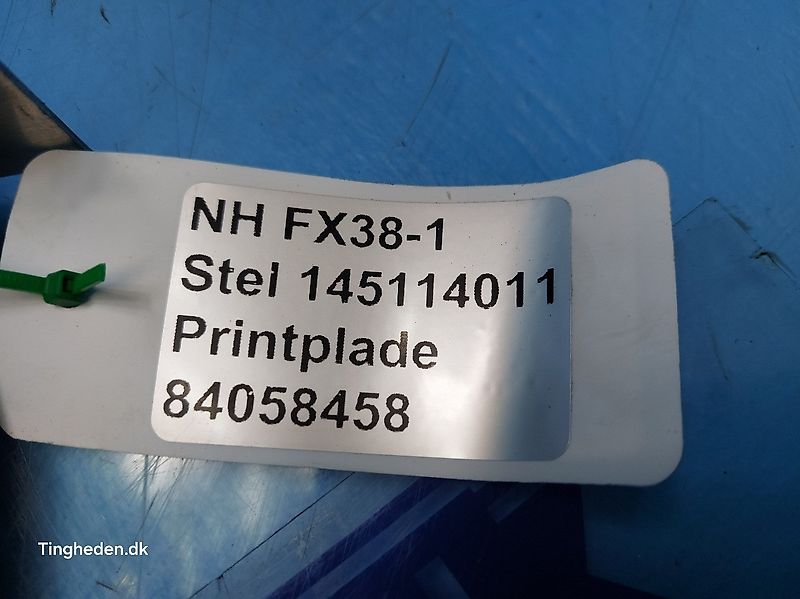 NH FX38-1
Stel 145114011
Printplade
84058458
Tingheden.dk